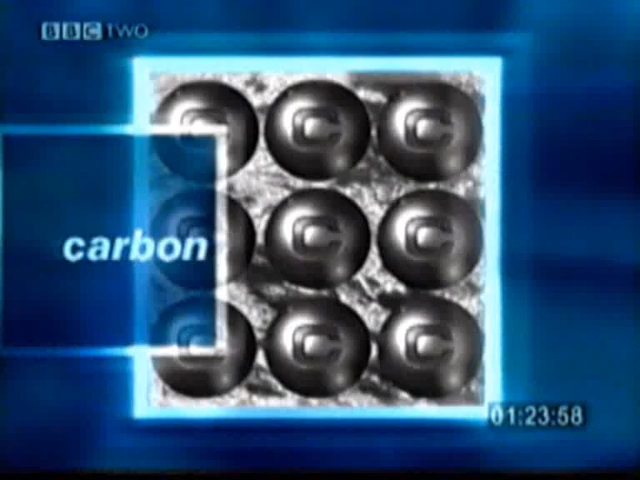 BBC TWO
C C C
carbon
C C
C C C
01:23:58